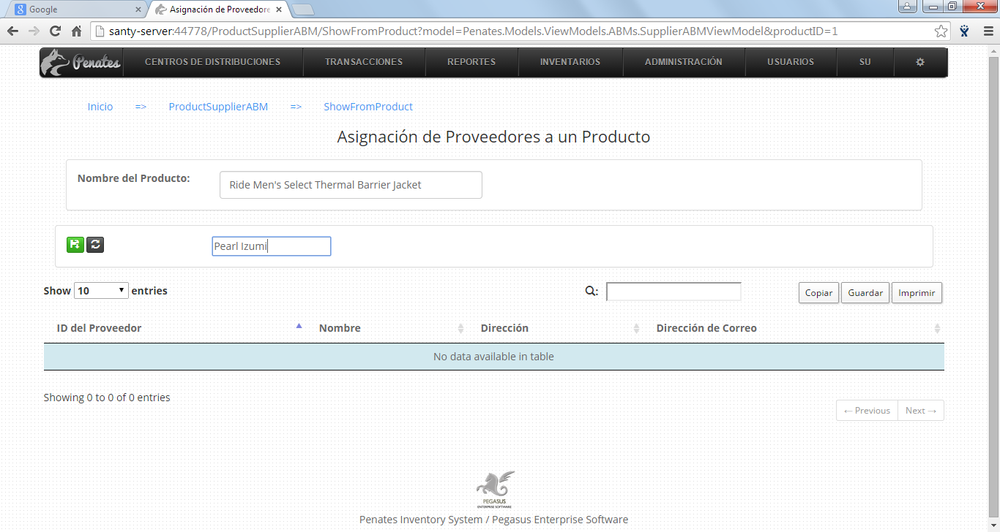 Google
Asignación de Proveedore
santy-server:44778/ProductSupplierABM/ShowFromProduct?model=Penates.Models.ViewModels.ABMs.SupplierABMViewModel&productID=1
Penates CENTROS DE DISTRIBUCIONES TRANSACCIONES REPORTES INVENTARIOS ADMINISTRACIÓN USUARIOS SU
Inicio => ProductSupplierABM => ShowFromProduct
Asignación de Proveedores a un Producto
Nombre del Producto: Ride Men's Select Thermal Barrier Jacket
Pearl Izumi
Show 10 entries : Copiar Guardar Imprimir
ID del Proveedor Nombre Dirección Dirección de Correo
No data available in table
Showing 0 to 0 of 0 entries
← Previous Next →
PEGASUS
ENTERPRISE SOFTWARE
Penates Inventory System / Pegasus Enterprise Software